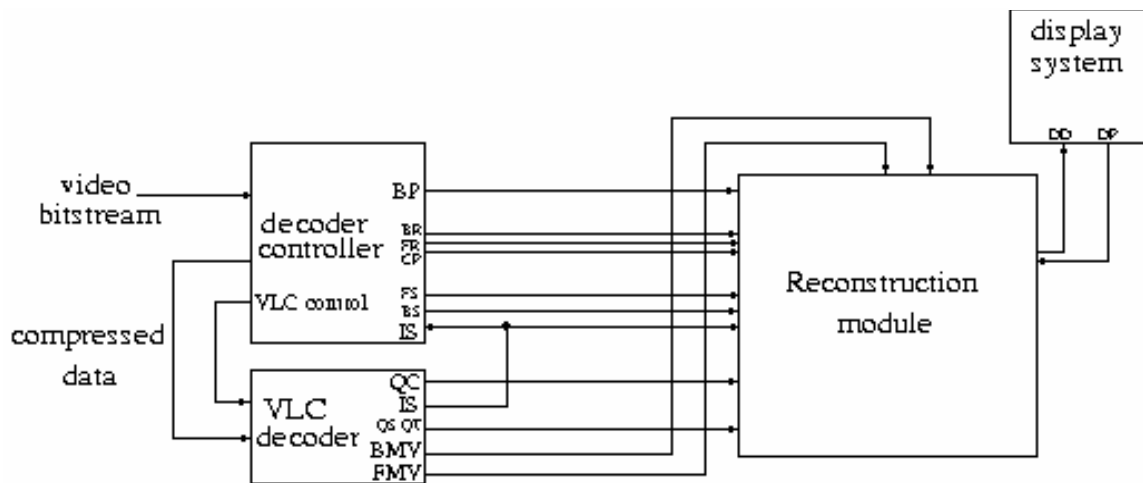 display
system
DD DP
video
bitstream
decoder
controller
BP
BR
FR
CP
VLC control
FS
BS
IS
compressed
data
VLC
decoder
QC
IS
QS QT
BMV
FMV
Reconstruction
module